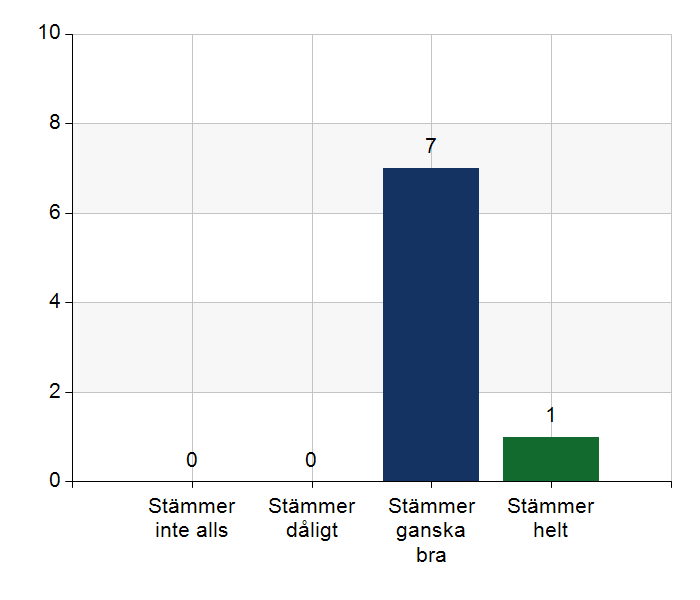 10
8
7
6
4
2
1
0
0
0
Stämmer
inte alls
Stämmer
dåligt
Stämmer
ganska
bra
Stämmer
helt